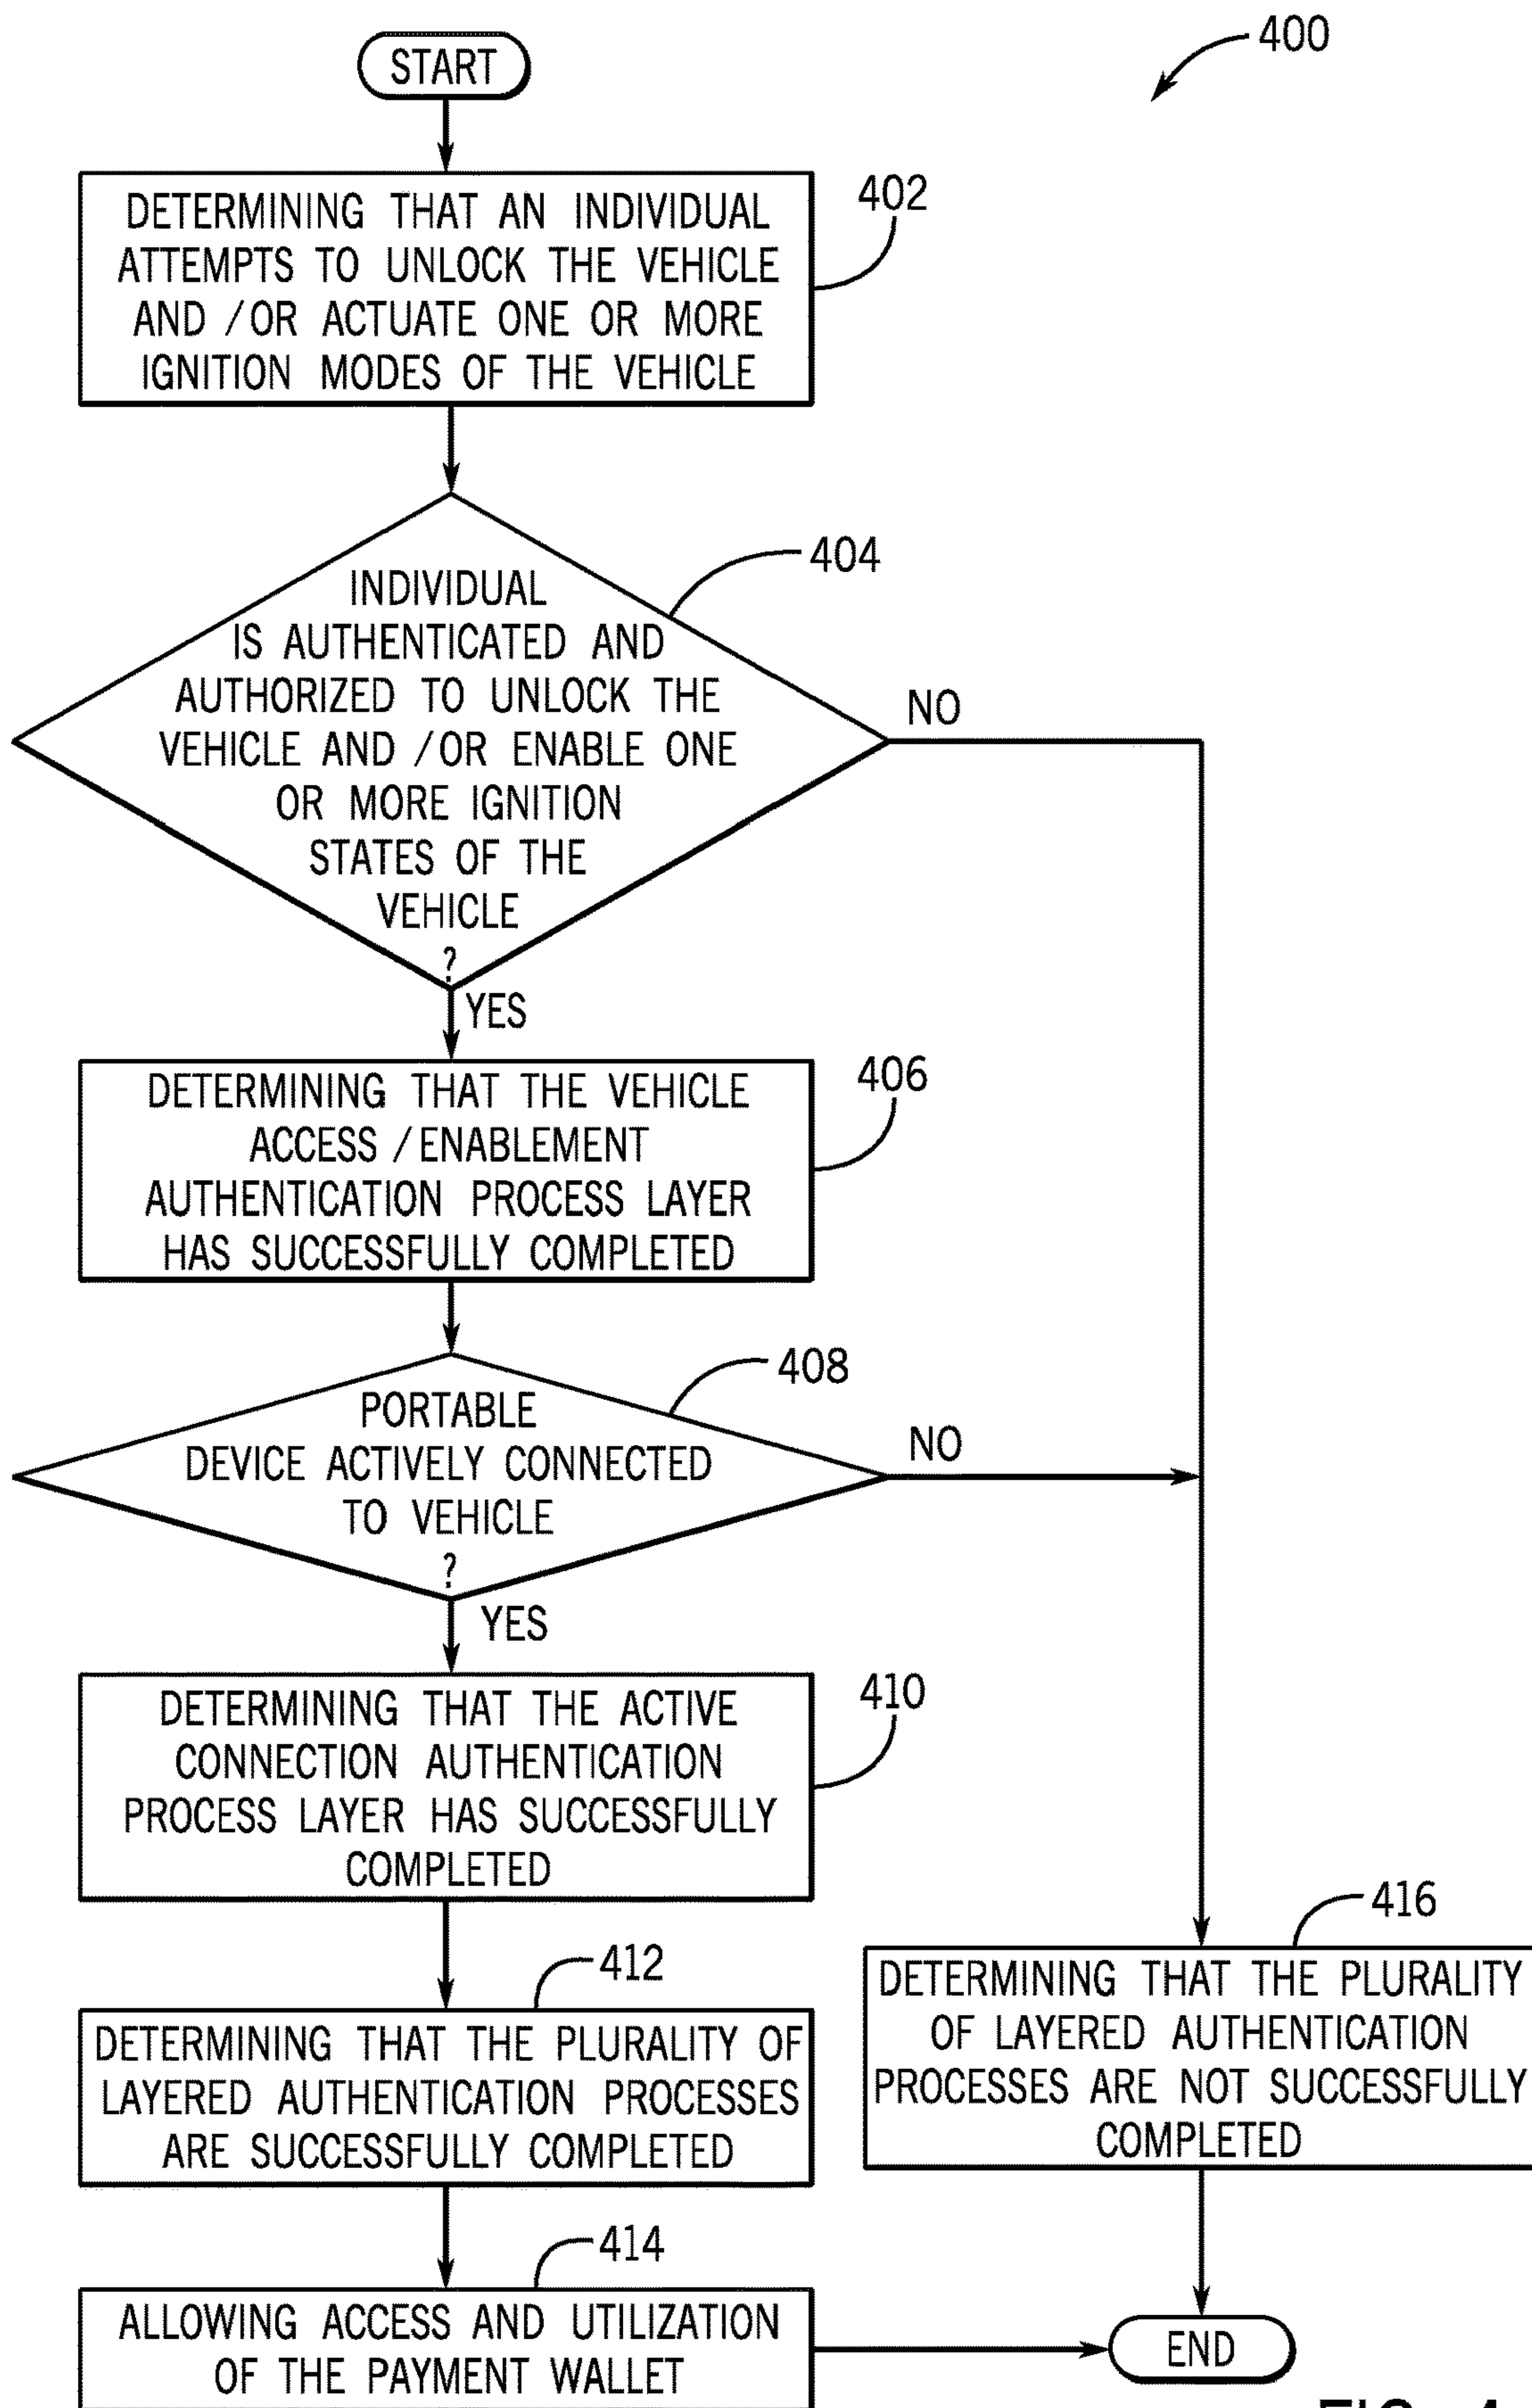 START
400
DETERMINING THAT AN INDIVIDUAL
ATTEMPTS TO UNLOCK THE VEHICLE
AND /OR ACTUATE ONE OR MORE
IGNITION MODES OF THE VEHICLE
402
404
INDIVIDUAL
IS AUTHENTICATED AND
AUTHORIZED TO UNLOCK THE
VEHICLE AND /OR ENABLE ONE
OR MORE IGNITION
STATES OF THE
VEHICLE
?
NO
YES
DETERMINING THAT THE VEHICLE
ACCESS /ENABLEMENT
AUTHENTICATION PROCESS LAYER
HAS SUCCESSFULLY COMPLETED
406
408
PORTABLE
DEVICE ACTIVELY CONNECTED
TO VEHICLE
?
NO
YES
DETERMINING THAT THE ACTIVE
CONNECTION AUTHENTICATION
PROCESS LAYER HAS SUCCESSFULLY
COMPLETED
410
412
DETERMINING THAT THE PLURALITY OF
LAYERED AUTHENTICATION PROCESSES
ARE SUCCESSFULLY COMPLETED
416
DETERMINING THAT THE PLURALITY
OF LAYERED AUTHENTICATION
PROCESSES ARE NOT SUCCESSFULLY
COMPLETED
414
ALLOWING ACCESS AND UTILIZATION
OF THE PAYMENT WALLET
END